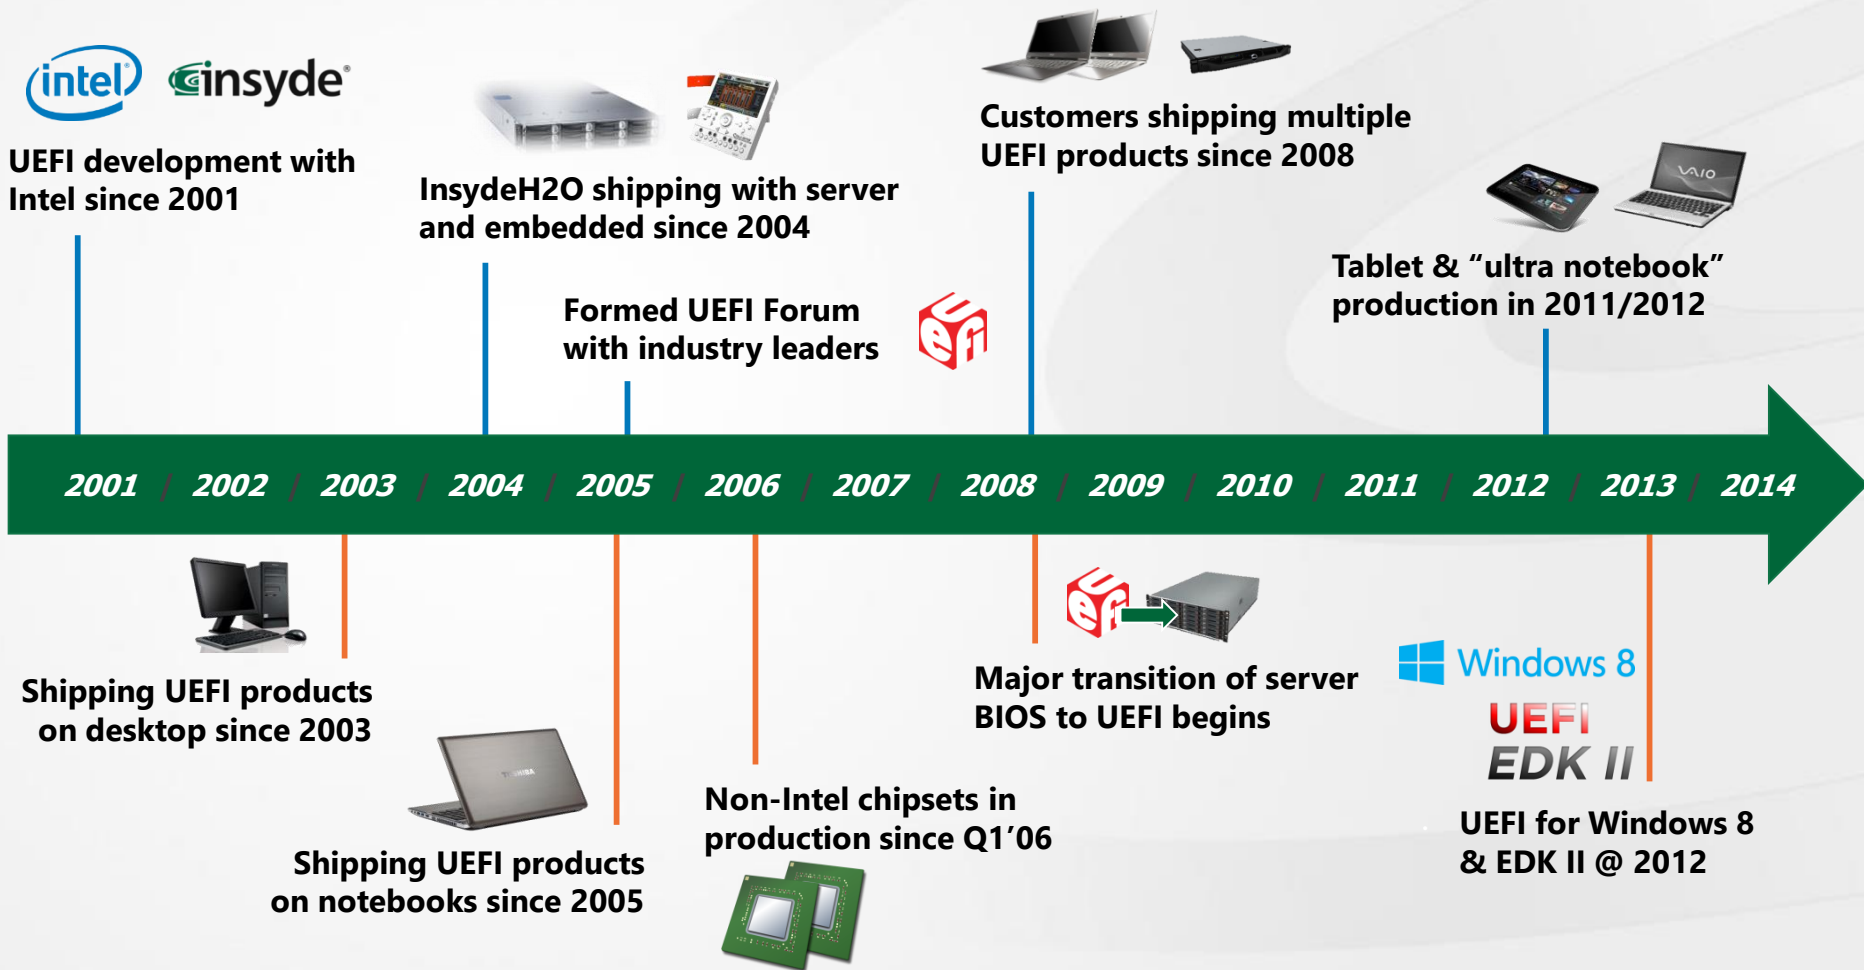 intel
insyde®
UEFI development with
Intel since 2001
InsydeH2O shipping with server
and embedded since 2004
Formed UEFI Forum
with industry leaders
uefi
Customers shipping multiple
UEFI products since 2008
VAIO
Tablet & “ultra notebook”
production in 2011/2012
2001 / 2002 / 2003 / 2004 / 2005 / 2006 / 2007 / 2008 / 2009 / 2010 / 2011 / 2012 / 2013 / 2014
Shipping UEFI products
on desktop since 2003
TOSHIBA
Shipping UEFI products
on notebooks since 2005
Non-Intel chipsets in
production since Q1’06
uefi
Major transition of server
BIOS to UEFI begins
Windows 8
UEFI
EDK II
UEFI for Windows 8
& EDK II @ 2012